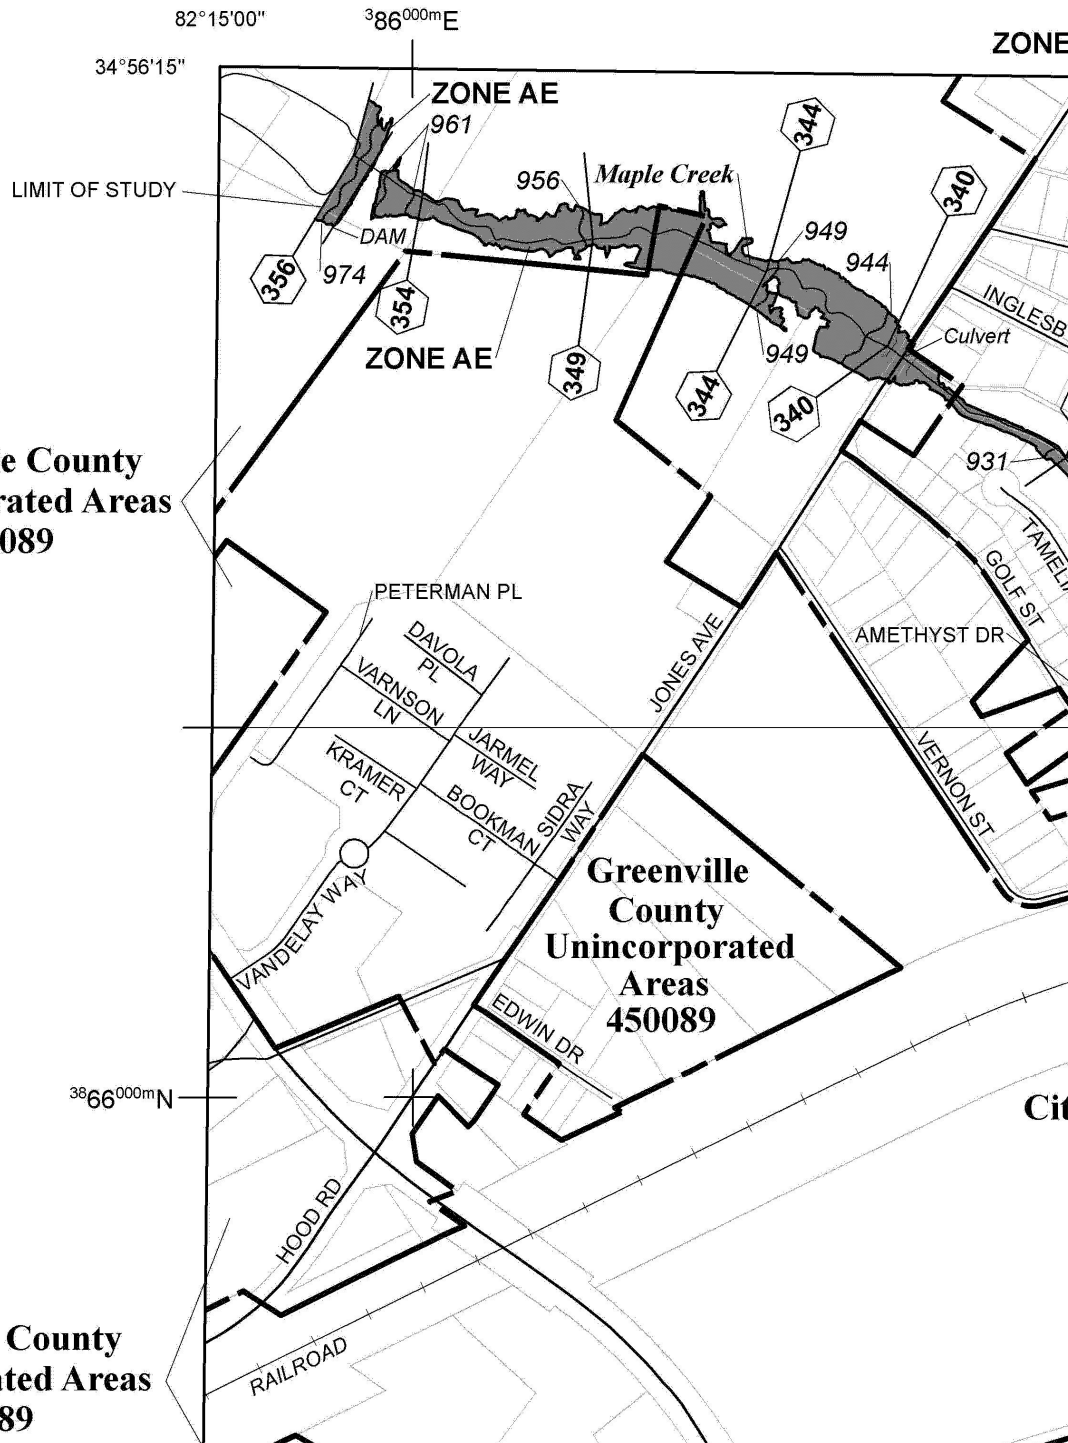 82°15'00"
386000mE
ZONE
34°56'15"
ZONE AE
961
344
LIMIT OF STUDY
956
Maple Creek
340
949
DAM
974
944
356
354
INGLESB
Culvert
ZONE AE
349
949
344
340
e County
rated Areas
089
931
TAMELI
GOLF ST
PETERMAN PL
DAVOLA
PL
AMETHYST DR
JONES AVE
VARNSON
LN
JARMEL
WAY
KRAMER
CT
VERNON ST
BOOKMAN
CT
SIDRA
WAY
Greenville
County
Unincorporated
Areas
450089
VANDELAY WAY
EDWIN DR
3866000mN
Cit
HOOD RD
County
ated Areas
89
RAILROAD